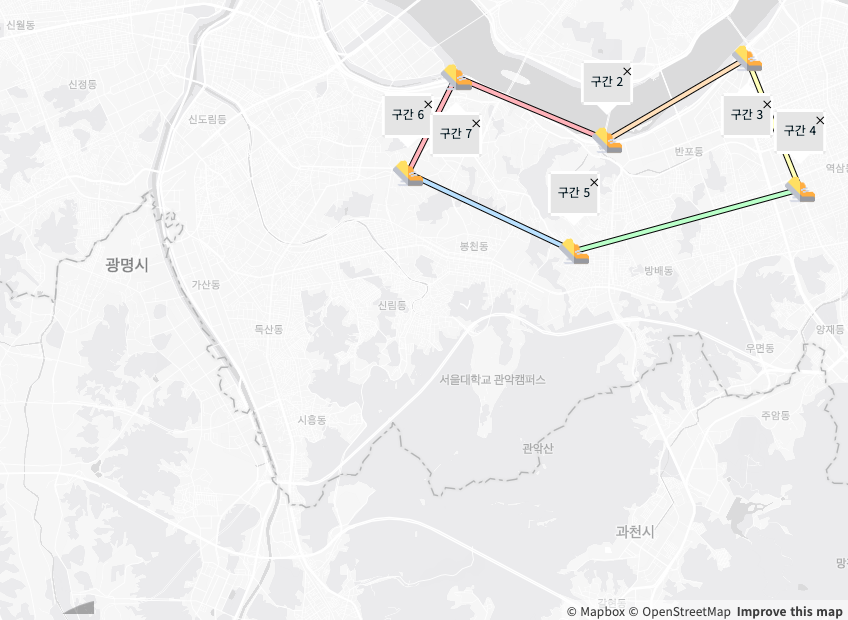 신월동
신정동
구간 2
×
구간 6
×
구간 7
×
구간 3
×
구간 4
×
신도림동
반포동
구간 5
×
봉천동
광명시
방배동
가산동
신림동
독산동
양재동
우면동
서울대학교 관악캠퍼스
시흥동
주암동
관악산
과천시
© Mapbox © OpenStreetMap Improve this map